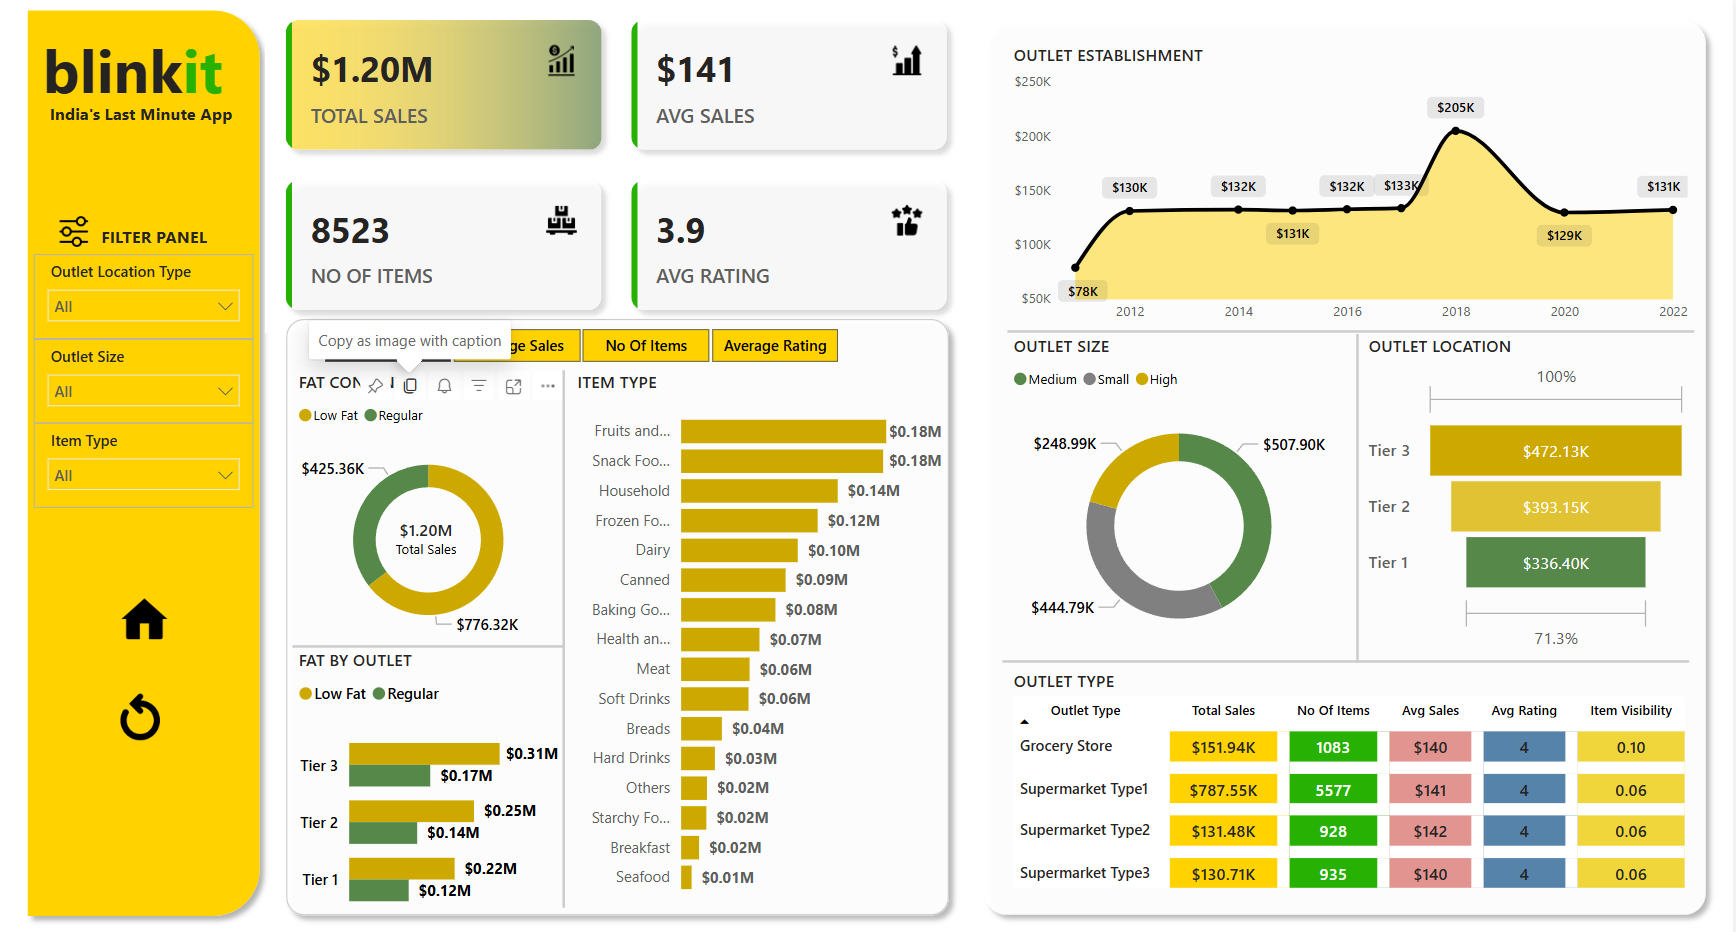 blinkit
India's Last Minute App
FILTER PANEL
Outlet Location Type
All
Outlet Size
All
Item Type
All
$1.20M
TOTAL SALES
$141
AVG SALES
8523
NO OF ITEMS
3.9
AVG RATING
Copy as image with caption
ge Sales
No Of Items
Average Rating
FAT CON
Low Fat
Regular
$425.36K
$1.20M
Total Sales
$776.32K
FAT BY OUTLET
Low Fat
Regular
Tier 3
$0.31M
$0.17M
Tier 2
$0.25M
$0.14M
Tier 1
$0.22M
$0.12M
ITEM TYPE
Fruits and... $0.18M
Snack Foo... $0.18M
Household $0.14M
Frozen Fo... $0.12M
Dairy $0.10M
Canned $0.09M
Baking Go... $0.08M
Health an... $0.07M
Meat $0.06M
Soft Drinks $0.06M
Breads $0.04M
Hard Drinks $0.03M
Others $0.02M
Starchy Fo... $0.02M
Breakfast $0.02M
Seafood $0.01M
OUTLET ESTABLISHMENT
$250K
$200K
$150K
$100K
$50K
$78K
$130K
$132K
$131K
$132K
$133K
$205K
$129K
$131K
2012 2014 2016 2018 2020 2022
OUTLET SIZE
Medium Small High
$248.99K
$507.90K
$444.79K
OUTLET LOCATION
100%
Tier 3 $472.13K
Tier 2 $393.15K
Tier 1 $336.40K
71.3%
OUTLET TYPE
Outlet Type Total Sales No Of Items Avg Sales Avg Rating Item Visibility
Grocery Store $151.94K 1083 $140 4 0.10
Supermarket Type1 $787.55K 5577 $141 4 0.06
Supermarket Type2 $131.48K 928 $142 4 0.06
Supermarket Type3 $130.71K 935 $140 4 0.06